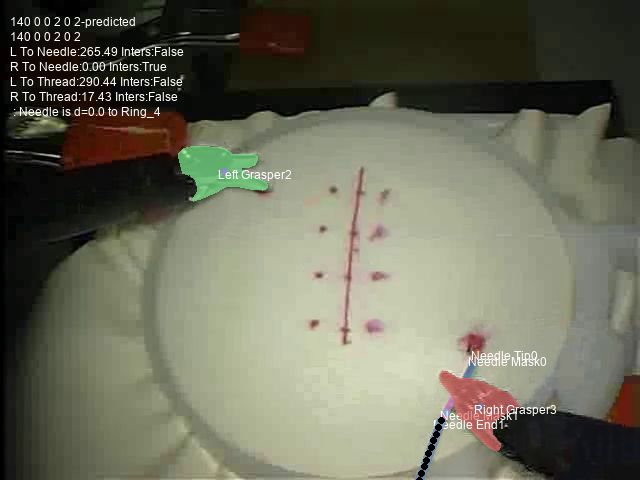 140 0 0 2 0 2-predicted
140 0 0 2 0 2
L To Needle:265.49 Inters:False
R To Needle:0.00 Inters:True
L To Thread:290.44 Inters:False
R To Thread:17.43 Inters:False
Needle is d=0.0 to Ring_4
Left Grasper2
Needle Tip0
Needle Mask0
Right Grasper3
Needle Mask1
Needle End1